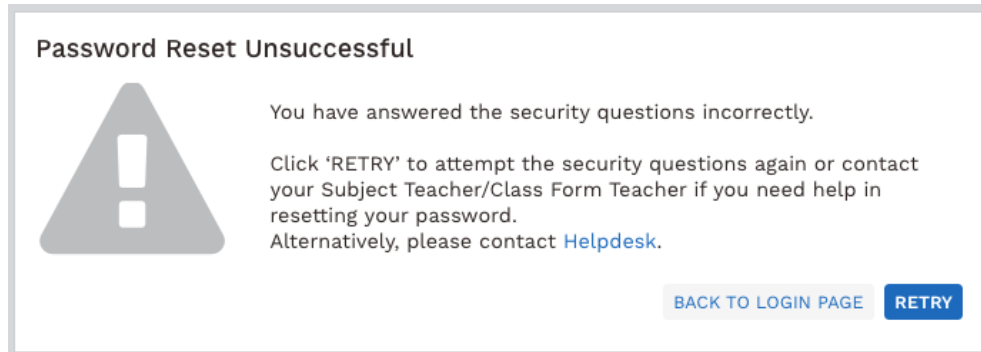 Password Reset Unsuccessful
You have answered the security questions incorrectly.
Click ‘RETRY’ to attempt the security questions again or contact
your Subject Teacher/Class Form Teacher if you need help in
resetting your password.
Alternatively, please contact Helpdesk.
BACK TO LOGIN PAGE RETRY